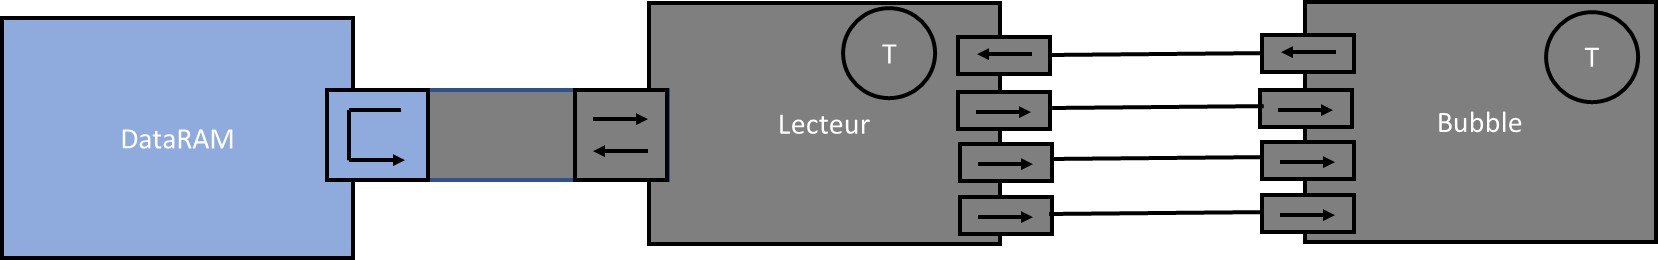 DataRAM
Lecteur
T
Bubble
T